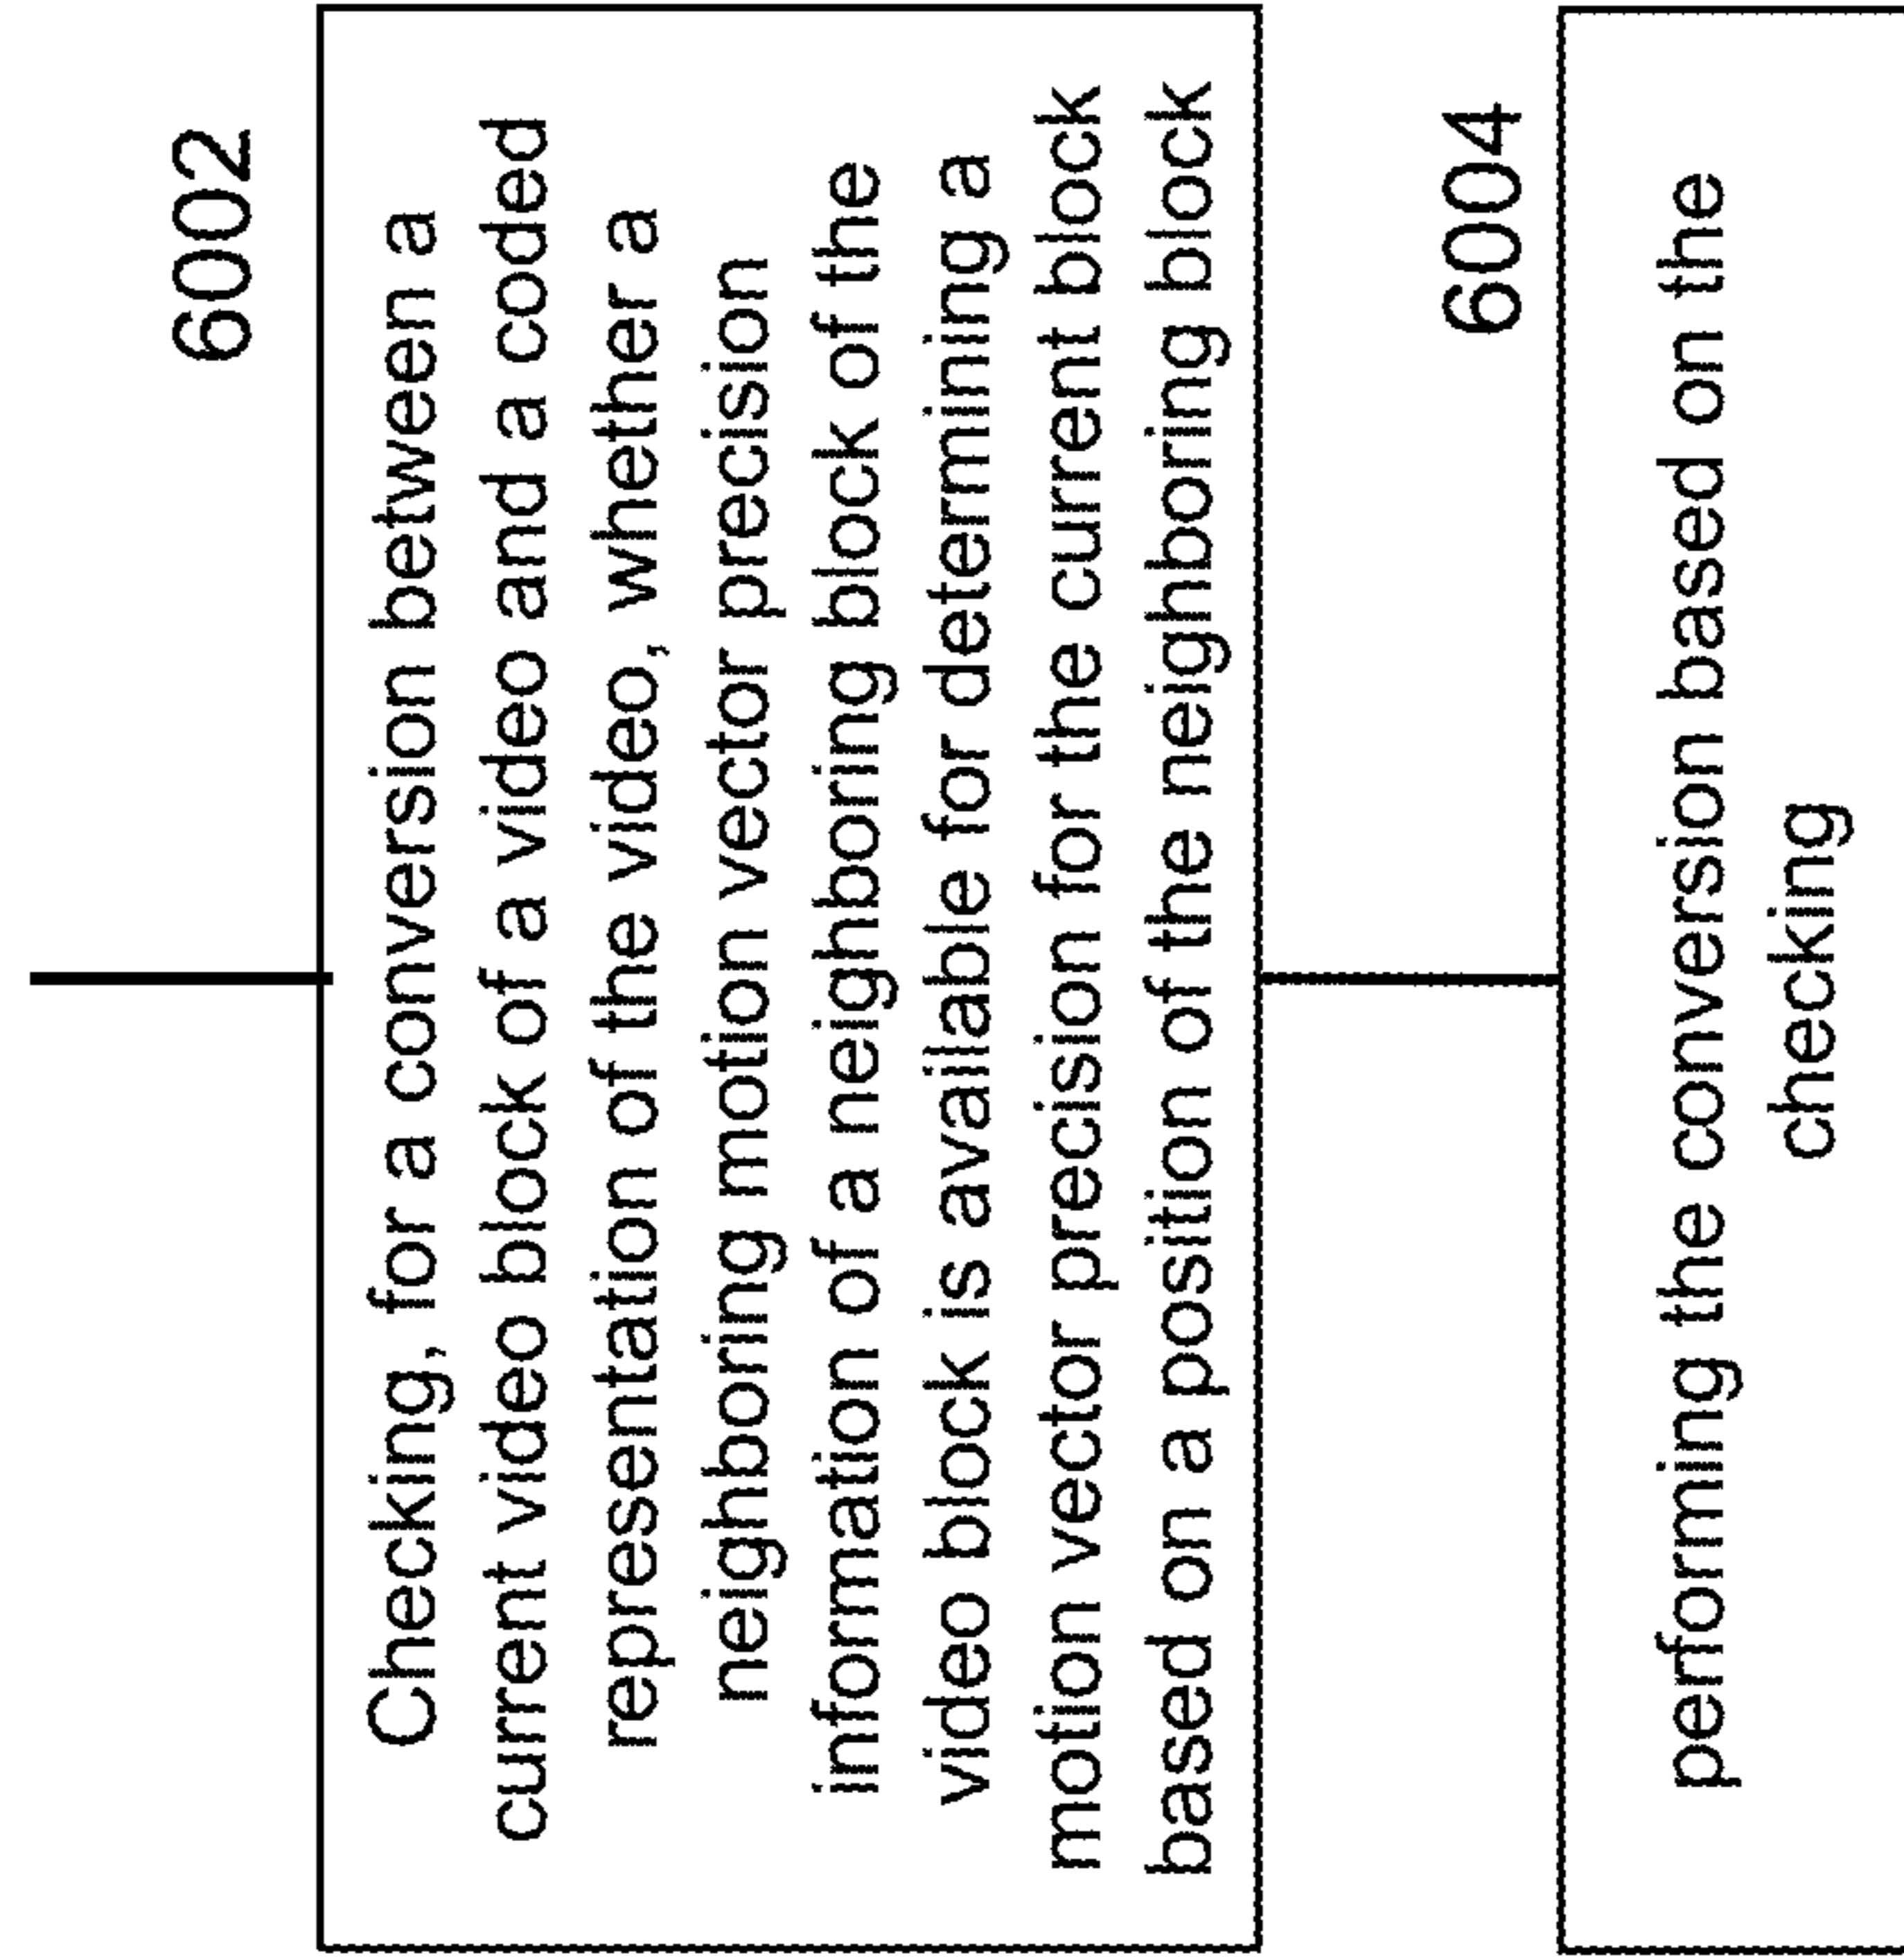 6002
Checking, for a conversion between a
current video block of a video and a coded
representation of the video, whether a
neighboring motion vector precision
information of a neighboring block of the
video block is available for determining a
motion vector precision for the current block
based on a position of the neighboring block
6004
performing the conversion based on the
checking